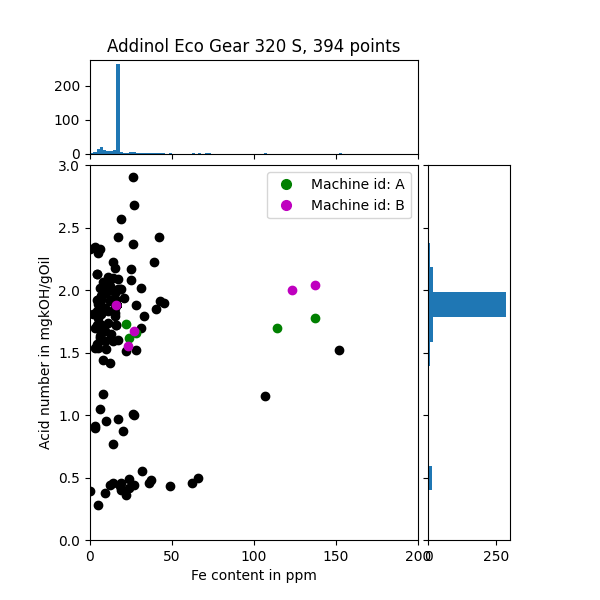 Addinol Eco Gear 320 S, 394 points
200
100
0
3.0
2.5
2.0
1.5
1.0
0.5
0.0
Acid number in mgkOH/gOil
Machine id: A
Machine id: B
0 50 100 150 200
0 250
Fe content in ppm